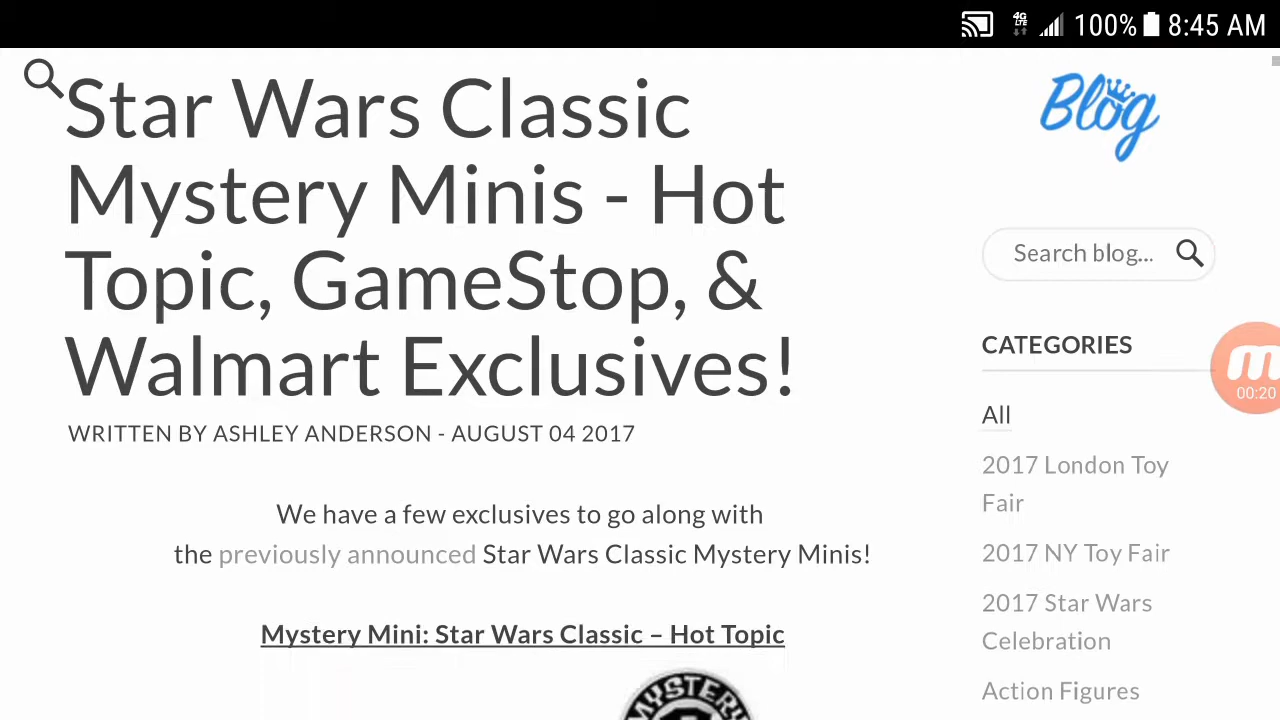 4G
LTE
100%
8:45 AM
Star Wars Classic
Mystery Minis - Hot
Topic, GameStop, &
Walmart Exclusives!
WRITTEN BY ASHLEY ANDERSON - AUGUST 04 2017
We have a few exclusives to go along with
the previously announced Star Wars Classic Mystery Minis!
Mystery Mini: Star Wars Classic – Hot Topic
MYSTERY
Blog
Search blog...
CATEGORIES
All
2017 London Toy
Fair
2017 NY Toy Fair
2017 Star Wars
Celebration
Action Figures
m
00:20